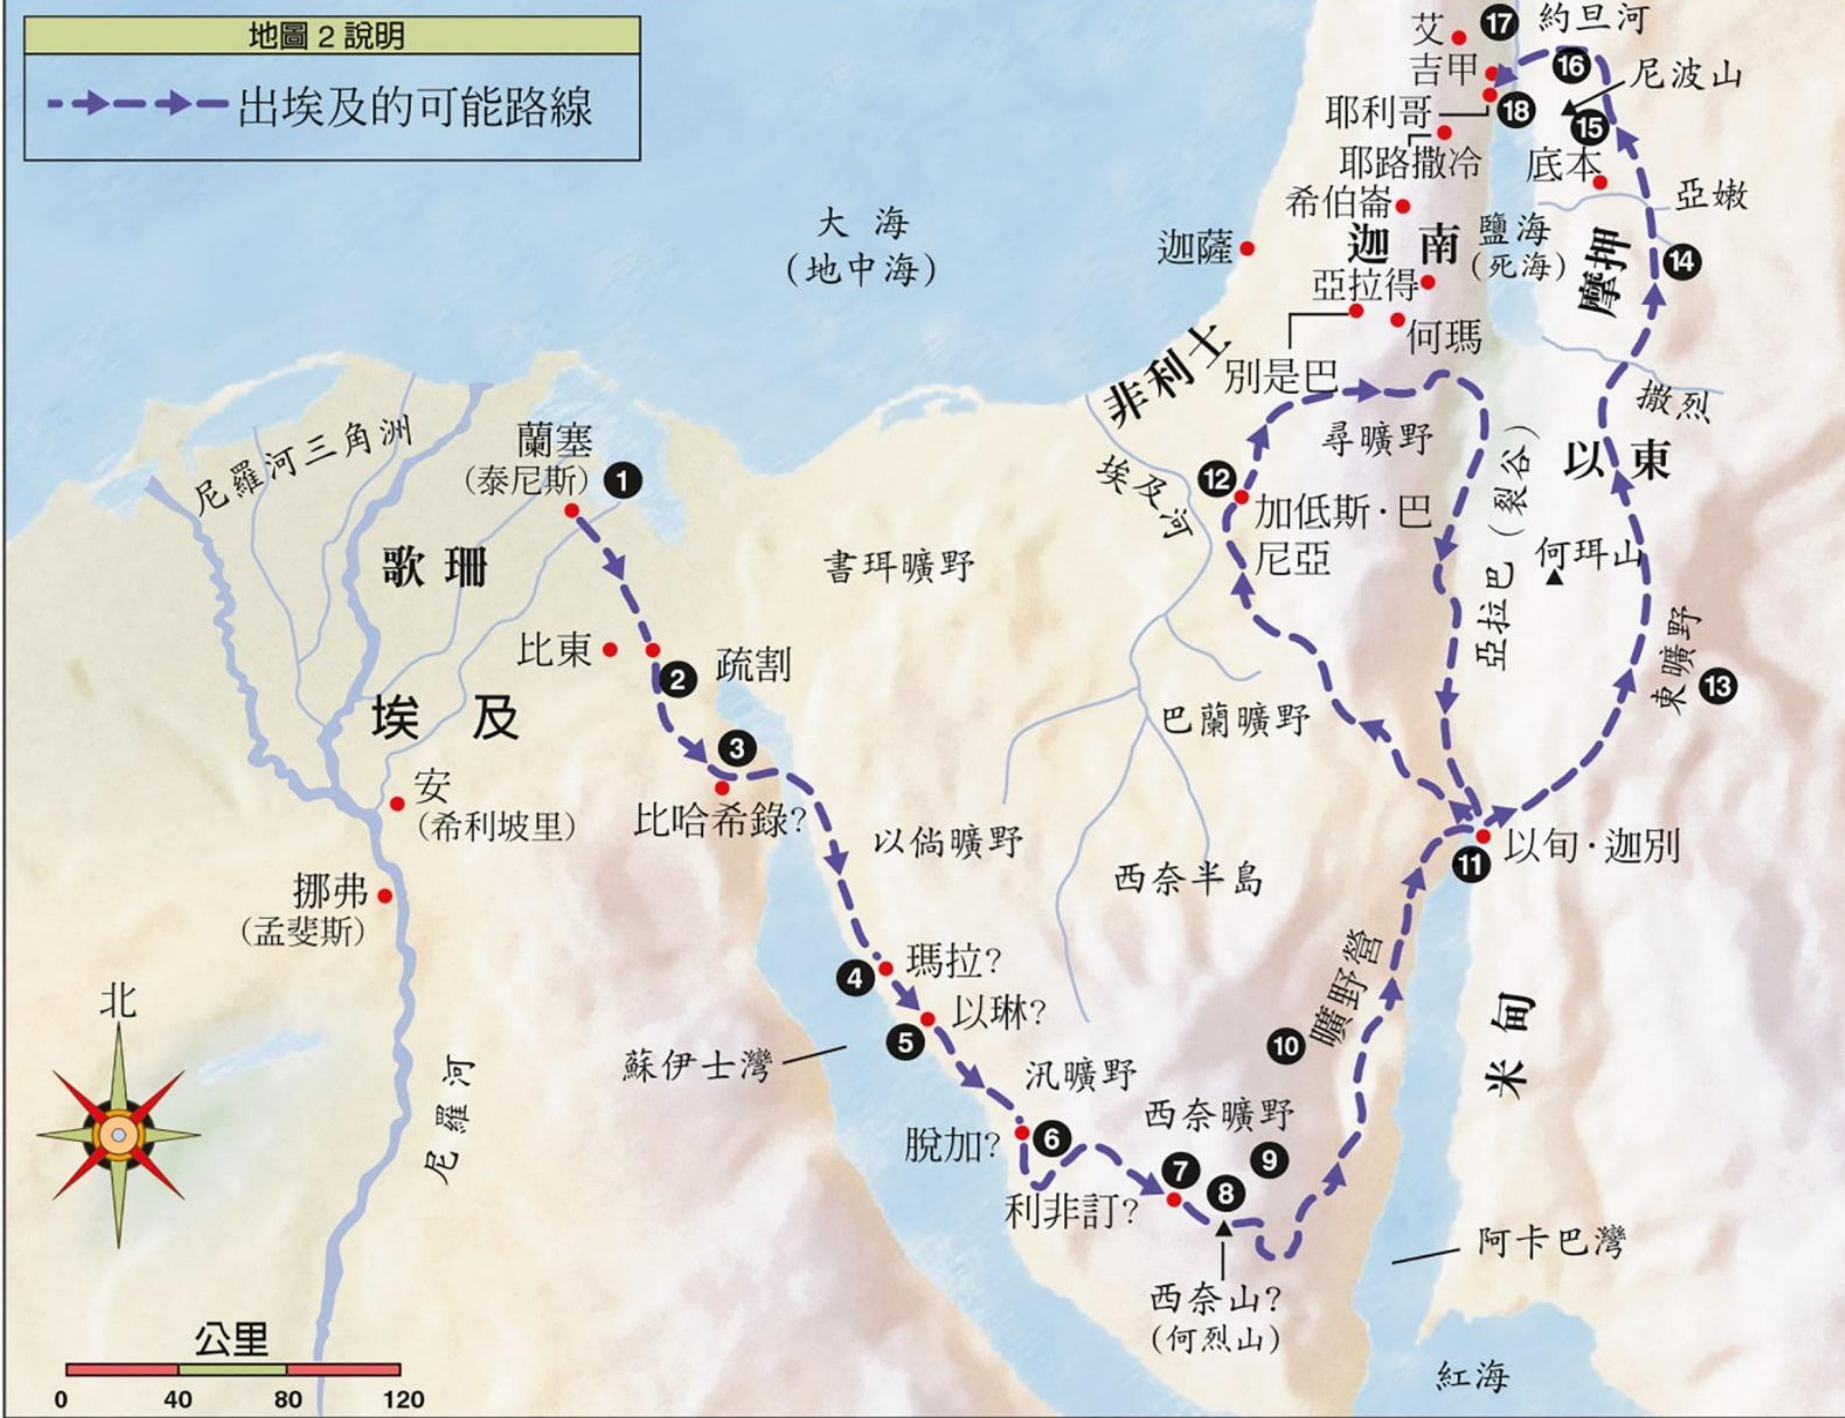 地圖 2 說明
出埃及的可能路線
艾
17
約旦河
吉甲
16
尼波山
耶利哥
18
15
耶路撒冷
底本
希伯崙
亞嫩
大 海
(地中海)
迦薩
迦 南
鹽海
(死海)
摩押
14
亞拉得
何瑪
非利士
別是巴
撒烈
尼羅河三角洲
蘭塞
(泰尼斯)
1
尋曠野
以 東
埃及河
12
加低斯·巴
尼亞
亞拉巴(裂谷)
何珥山
歌 珊
書珥曠野
比東
2
疏割
東曠野
13
埃 及
3
巴蘭曠野
安
(希利坡里)
比哈希錄?
以倘曠野
西奈半島
11
以旬·迦別
挪弗
(孟斐斯)
4
瑪拉?
5
以琳?
曠野營
10
米甸
北
尼羅河
蘇伊士灣
汛曠野
西奈曠野
脫加?
6
7
8
9
利非訂?
阿卡巴灣
西奈山?
(何烈山)
紅海
公里
0 40 80 120